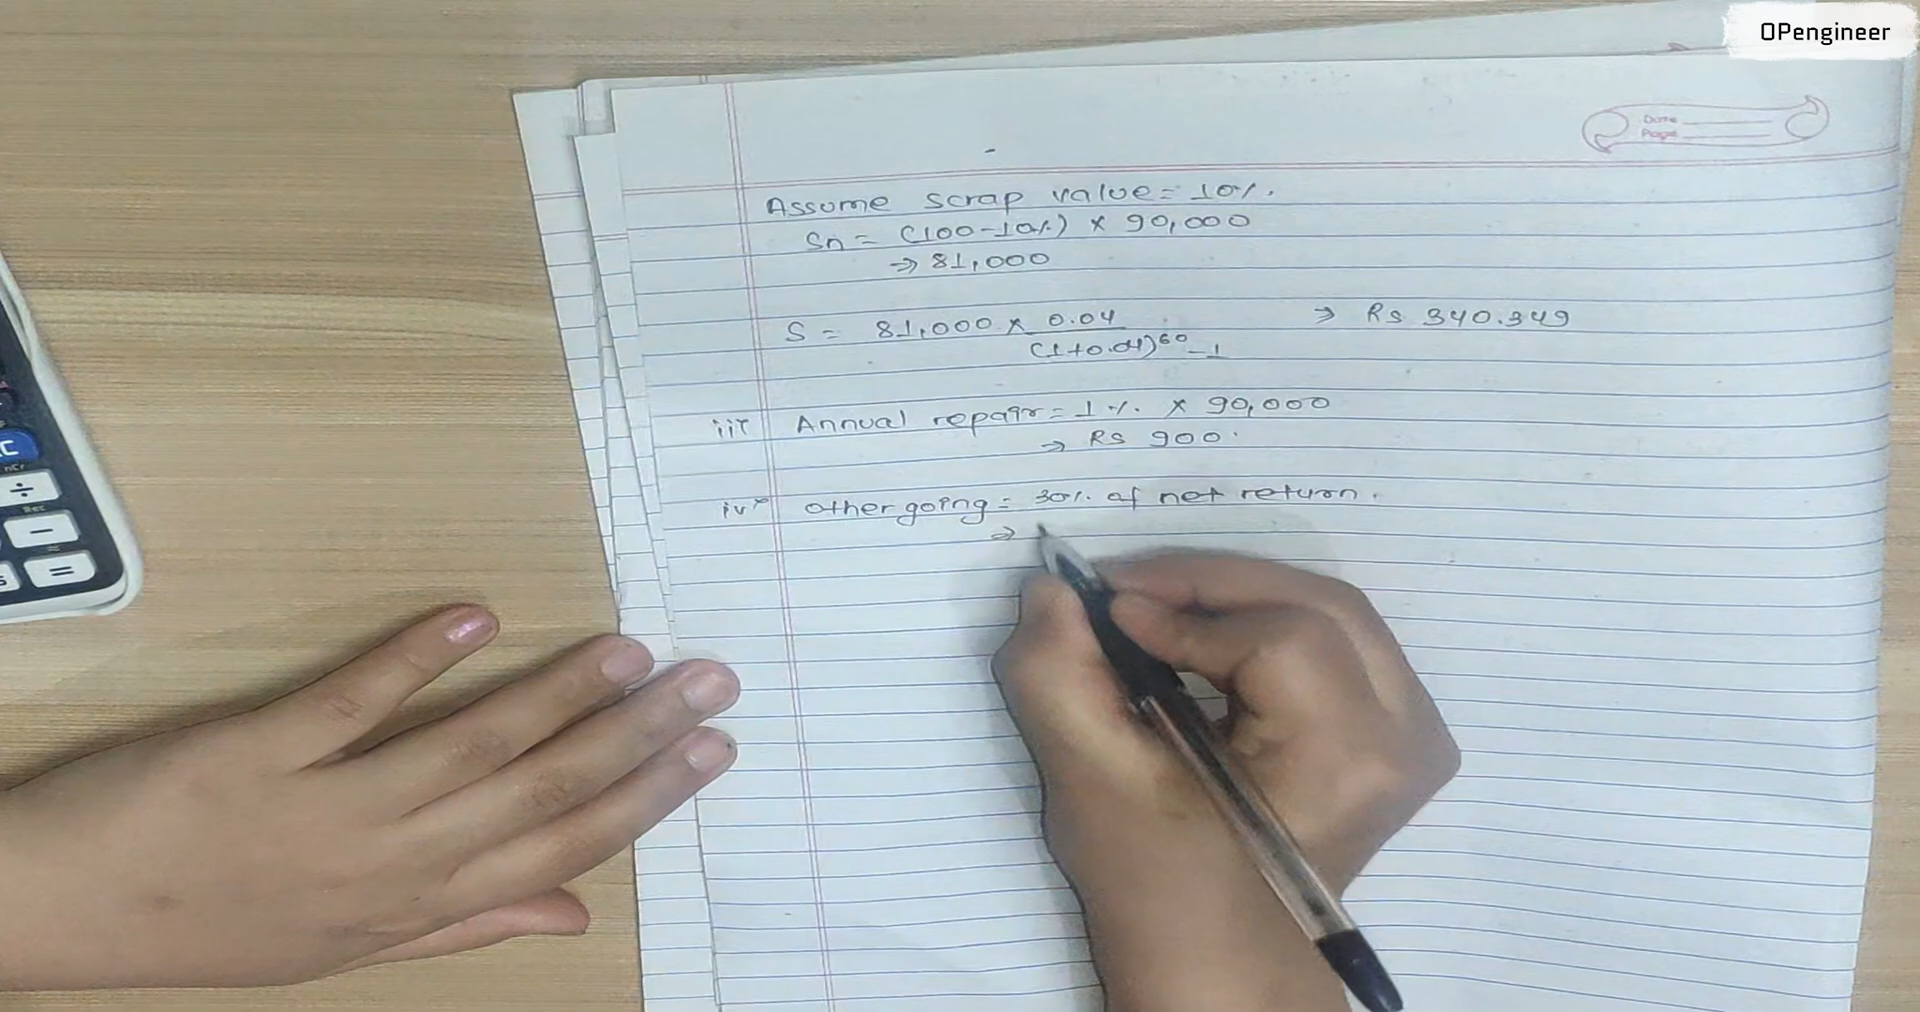 OPengineer
Date
Page
Assume scrap value = 10%.
Sn = (100-10%) × 90,000
⇒ 81,000
S = 81,000 × 0.04 / (1+0.04)^60 - 1 ⇒ Rs 340.349
iii Annual repair = 1%. × 90,000
⇒ Rs 900.
iv other going = 30%. of net return.
⇒